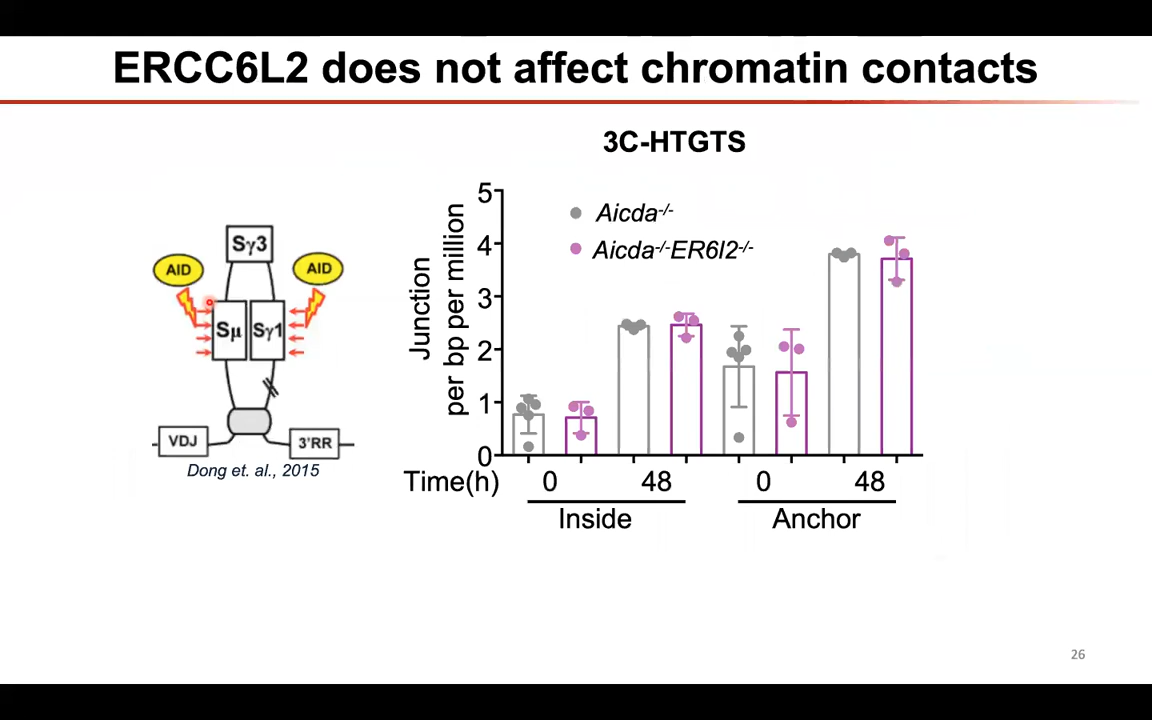 ERCC6L2 does not affect chromatin contacts
3C-HTGTS
Sγ3
AID
AID
Sμ
Sγ1
VDJ
3'RR
Dong et. al., 2015
Junction
per bp per million
5
4
3
2
1
0
Aicda-/-
Aicda-/-ER6l2-/-
Time(h) 0 48 0 48
Inside Anchor
26